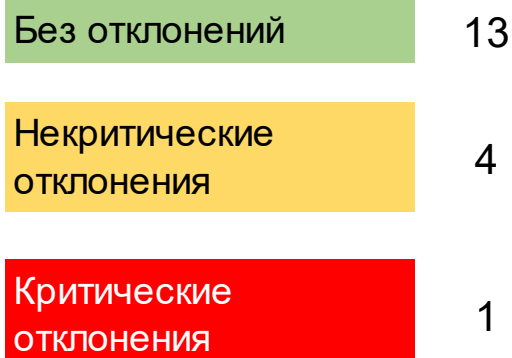 Без отклонений 13
Некритические
отклонения 4
Критические
отклонения 1